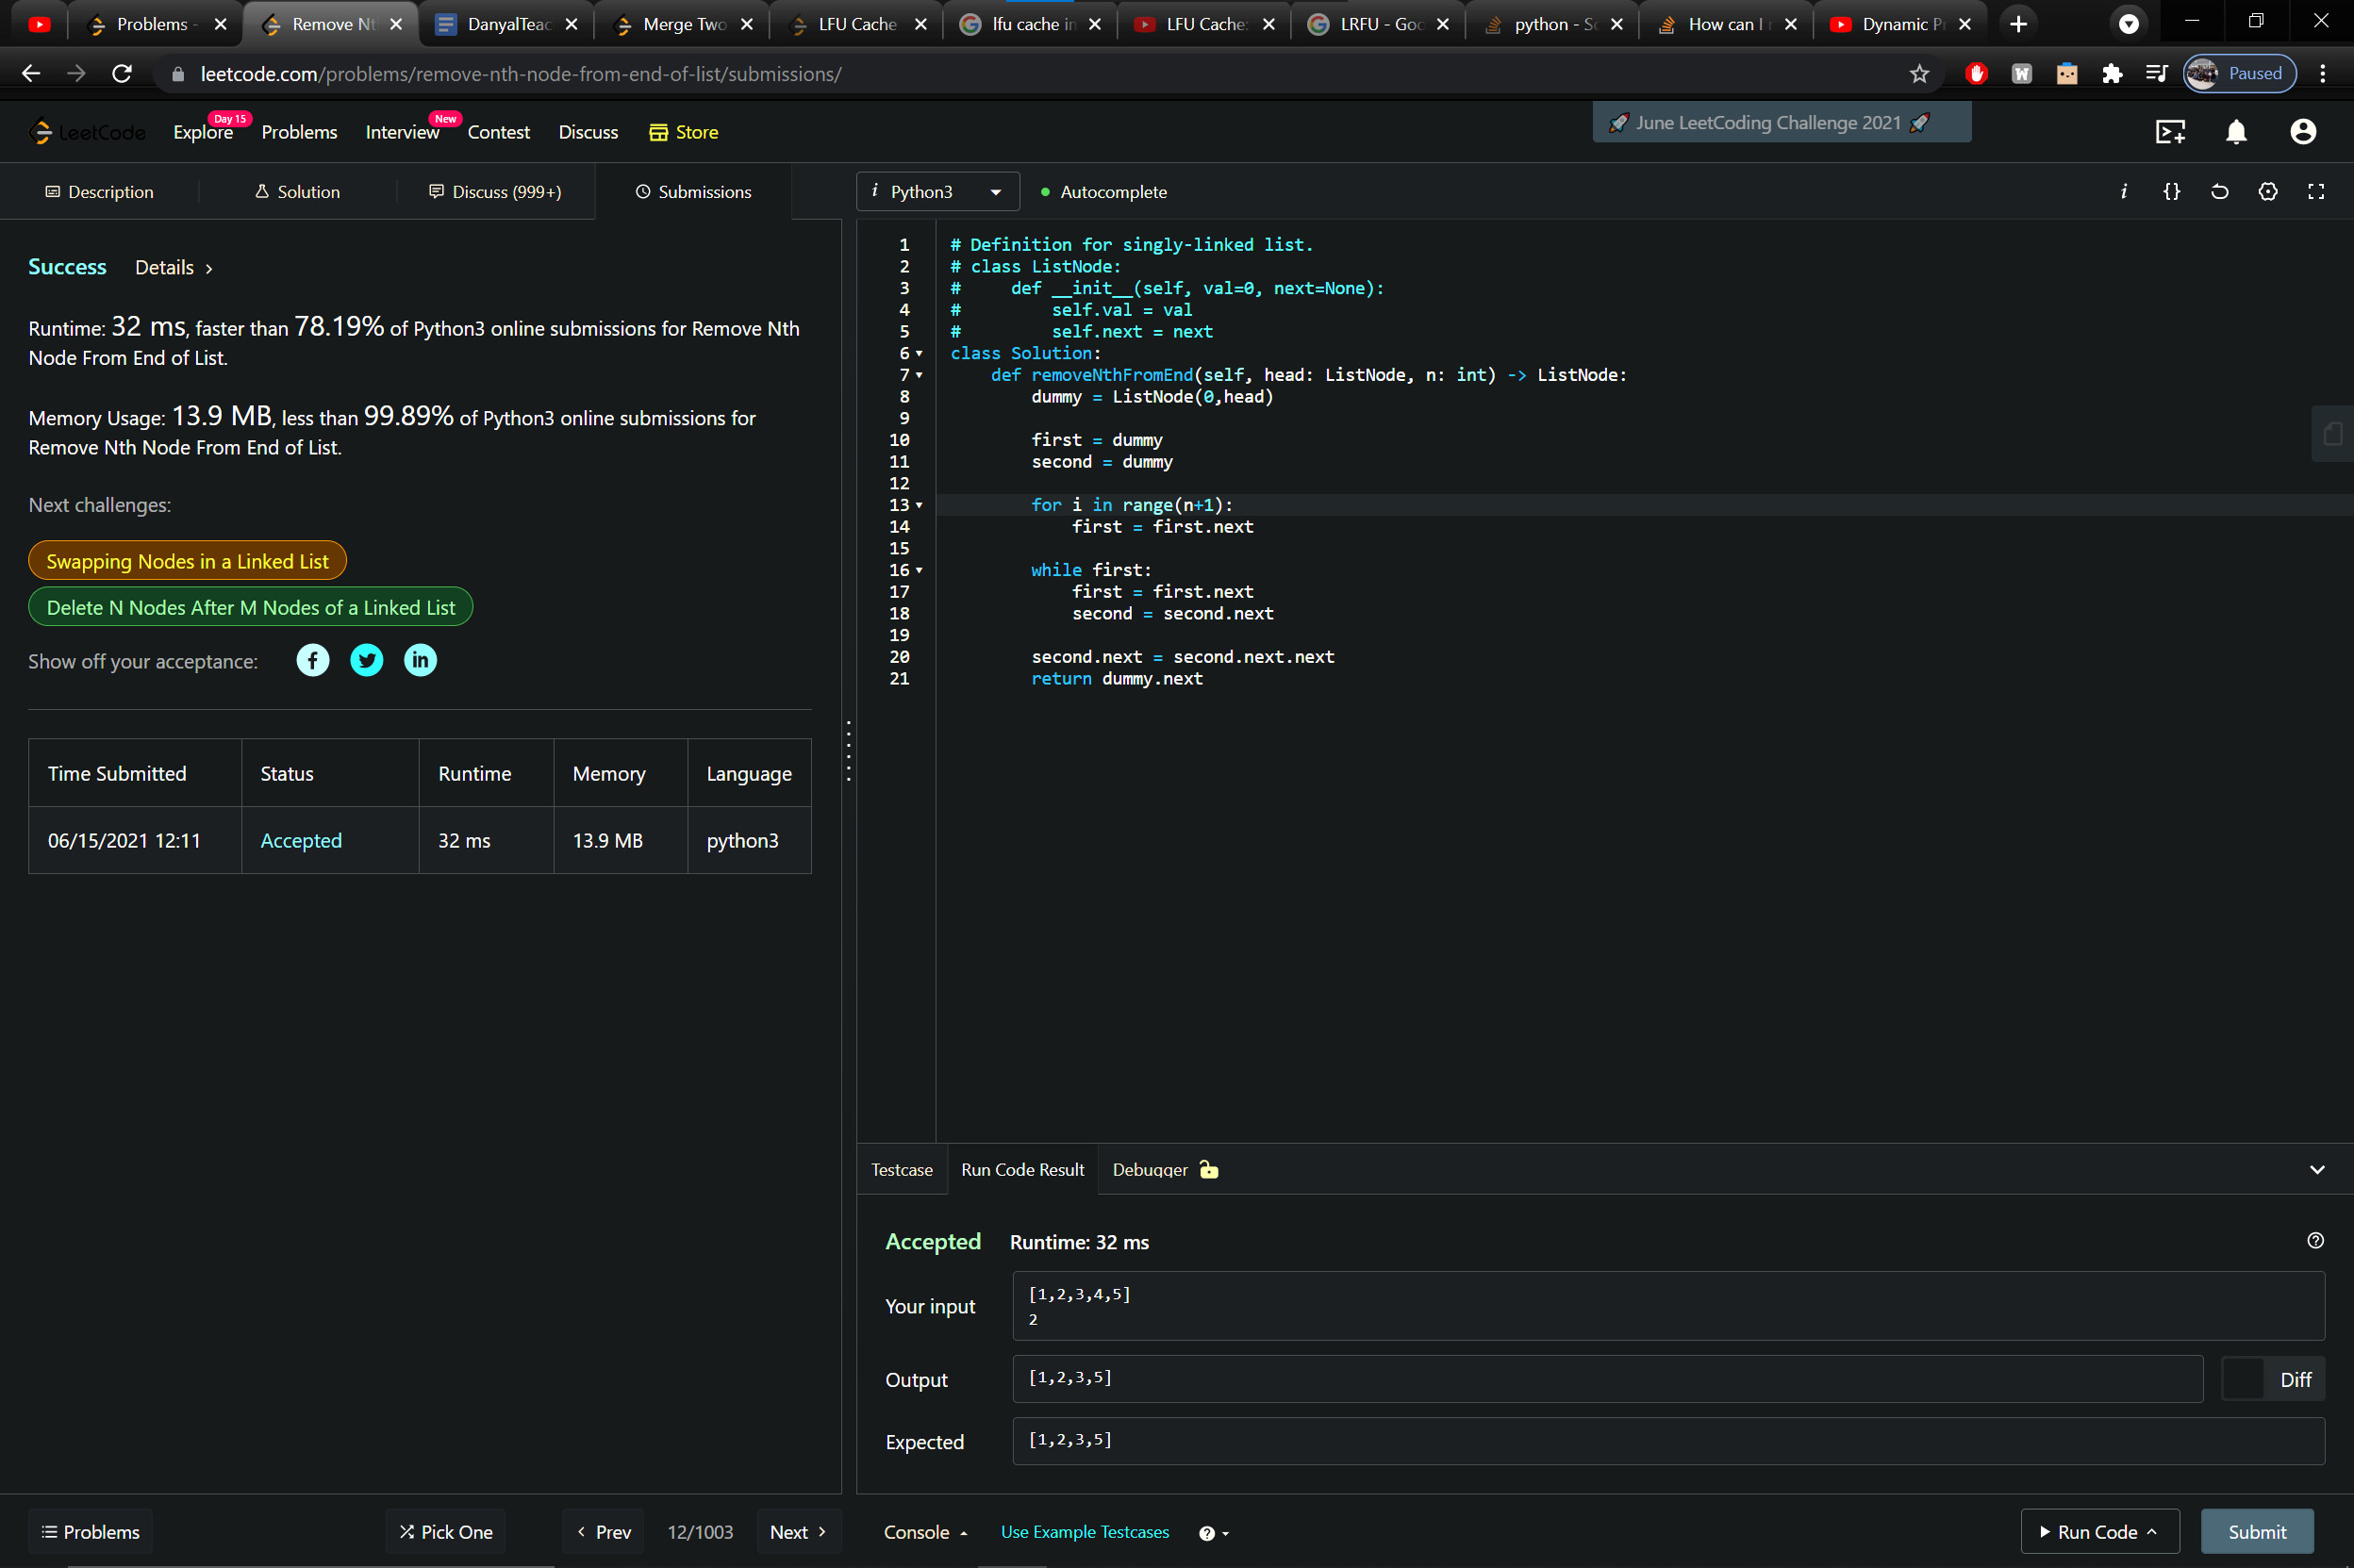 Problems -
Remove Nt
DanyalTeac
Merge Two
LFU Cache
lfu cache in
LFU Cache:
LRFU - Goo
python - S
How can I r
Dynamic P
leetcode.com/problems/remove-nth-node-from-end-of-list/submissions/
Paused
LeetCode
Explore Day 15 Problems Interview New Contest Discuss Store
🚀 June LeetCoding Challenge 2021 🚀
Description Solution Discuss (999+) Submissions
i Python3 Autocomplete i {}
Success Details >
Runtime: 32 ms, faster than 78.19% of Python3 online submissions for Remove Nth
Node From End of List.
Memory Usage: 13.9 MB, less than 99.89% of Python3 online submissions for
Remove Nth Node From End of List.
Next challenges:
Swapping Nodes in a Linked List
Delete N Nodes After M Nodes of a Linked List
Show off your acceptance:
Time Submitted Status Runtime Memory Language
06/15/2021 12:11 Accepted 32 ms 13.9 MB python3
1 # Definition for singly-linked list.
2 # class ListNode:
3 #     def __init__(self, val=0, next=None):
4 #         self.val = val
5 #         self.next = next
6 class Solution:
7     def removeNthFromEnd(self, head: ListNode, n: int) -> ListNode:
8         dummy = ListNode(0,head)
9
10         first = dummy
11         second = dummy
12
13         for i in range(n+1):
14             first = first.next
15
16         while first:
17             first = first.next
18             second = second.next
19
20         second.next = second.next.next
21         return dummy.next
Testcase Run Code Result Debugger
Accepted Runtime: 32 ms
Your input
[1,2,3,4,5]
2
Output
[1,2,3,5]
Diff
Expected
[1,2,3,5]
Problems Pick One < Prev 12/1003 Next >
Console Use Example Testcases
Run Code Submit